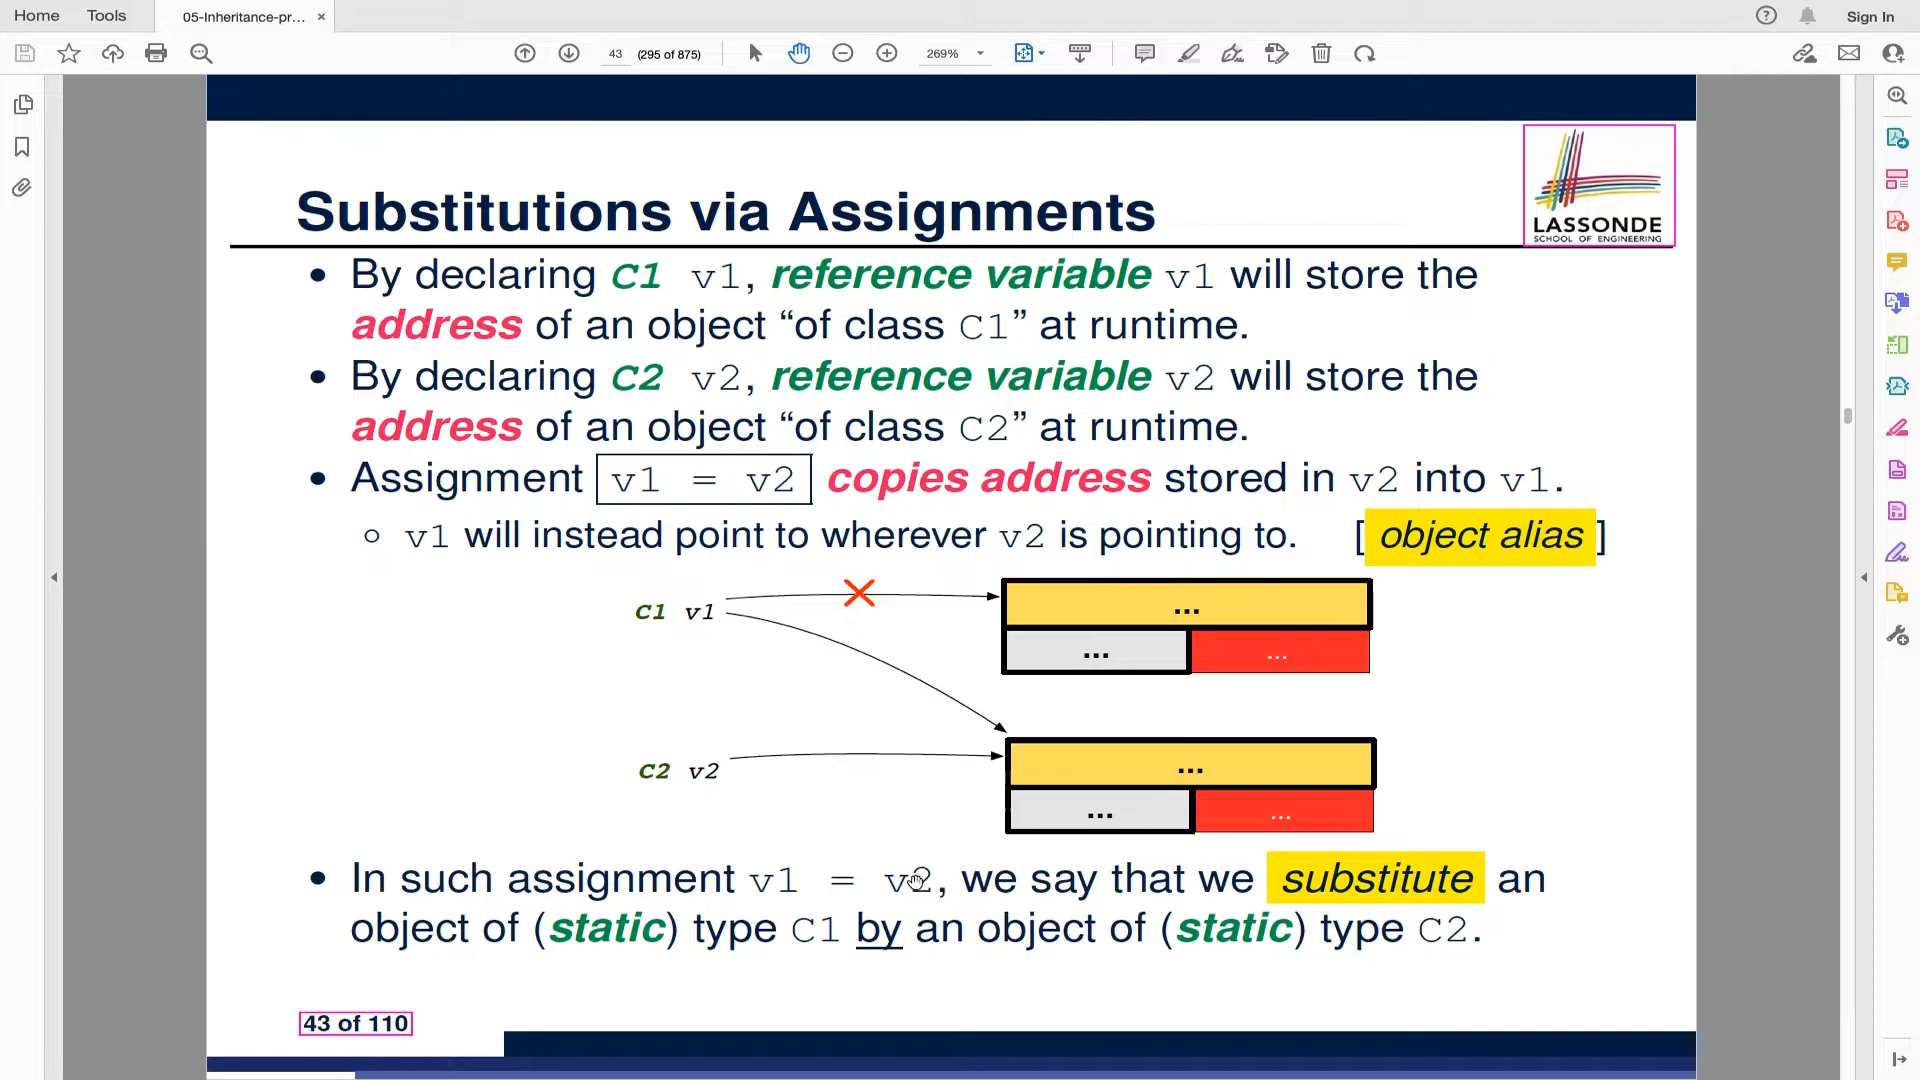 Home Tools 05-Inheritance-pr... × Sign In
43 (295 of 875) 269%
LASSONDE
SCHOOL OF ENGINEERING
Substitutions via Assignments
• By declaring C1 v1, reference variable v1 will store the
address of an object “of class C1” at runtime.
• By declaring C2 v2, reference variable v2 will store the
address of an object “of class C2” at runtime.
• Assignment v1 = v2 copies address stored in v2 into v1.
○ v1 will instead point to wherever v2 is pointing to. [ object alias ]
C1 v1
...
... ...
C2 v2
...
... ...
• In such assignment v1 = v2, we say that we substitute an
object of (static) type C1 by an object of (static) type C2.
43 of 110